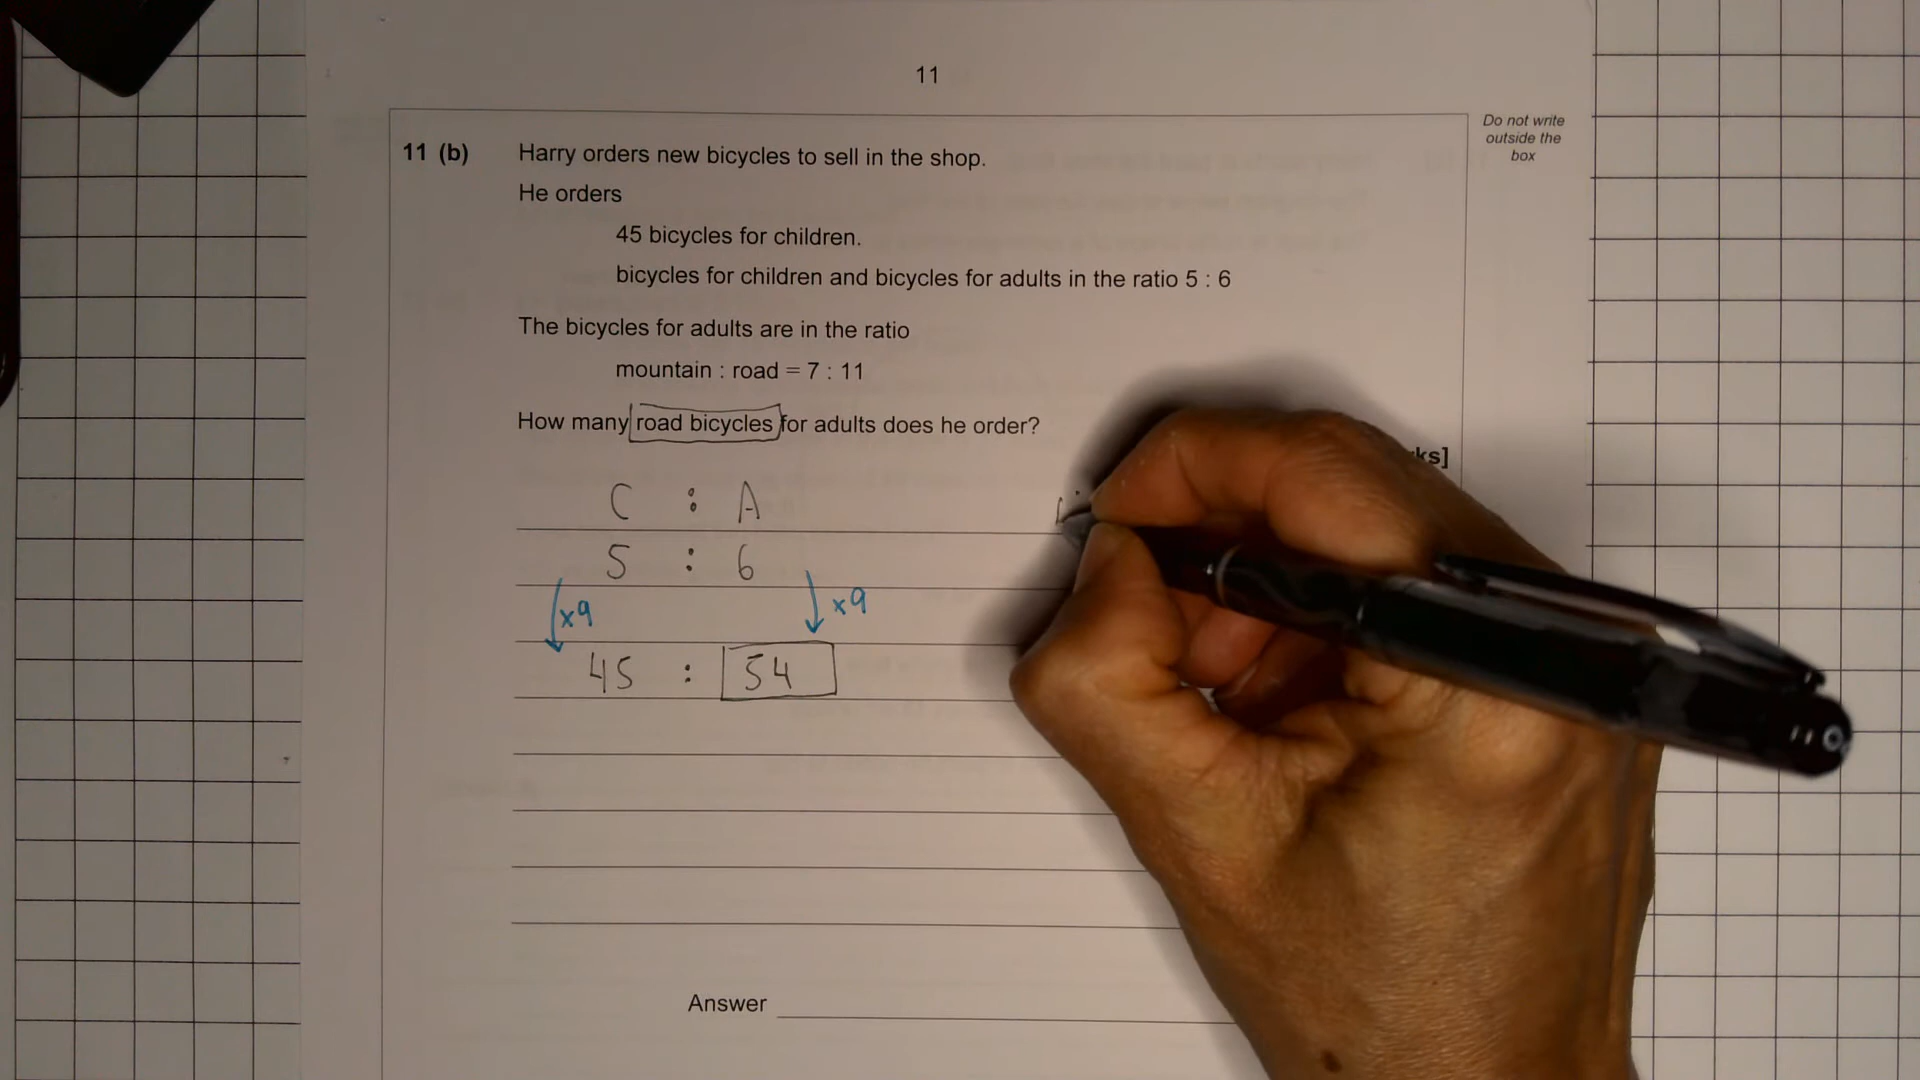 11
Do not write
outside the
box
11 (b) Harry orders new bicycles to sell in the shop.
He orders
45 bicycles for children.
bicycles for children and bicycles for adults in the ratio 5 : 6
The bicycles for adults are in the ratio
mountain : road = 7 : 11
How many road bicycles for adults does he order?
ks]
C : A
5 : 6
x9 x9
45 : 54
Answer